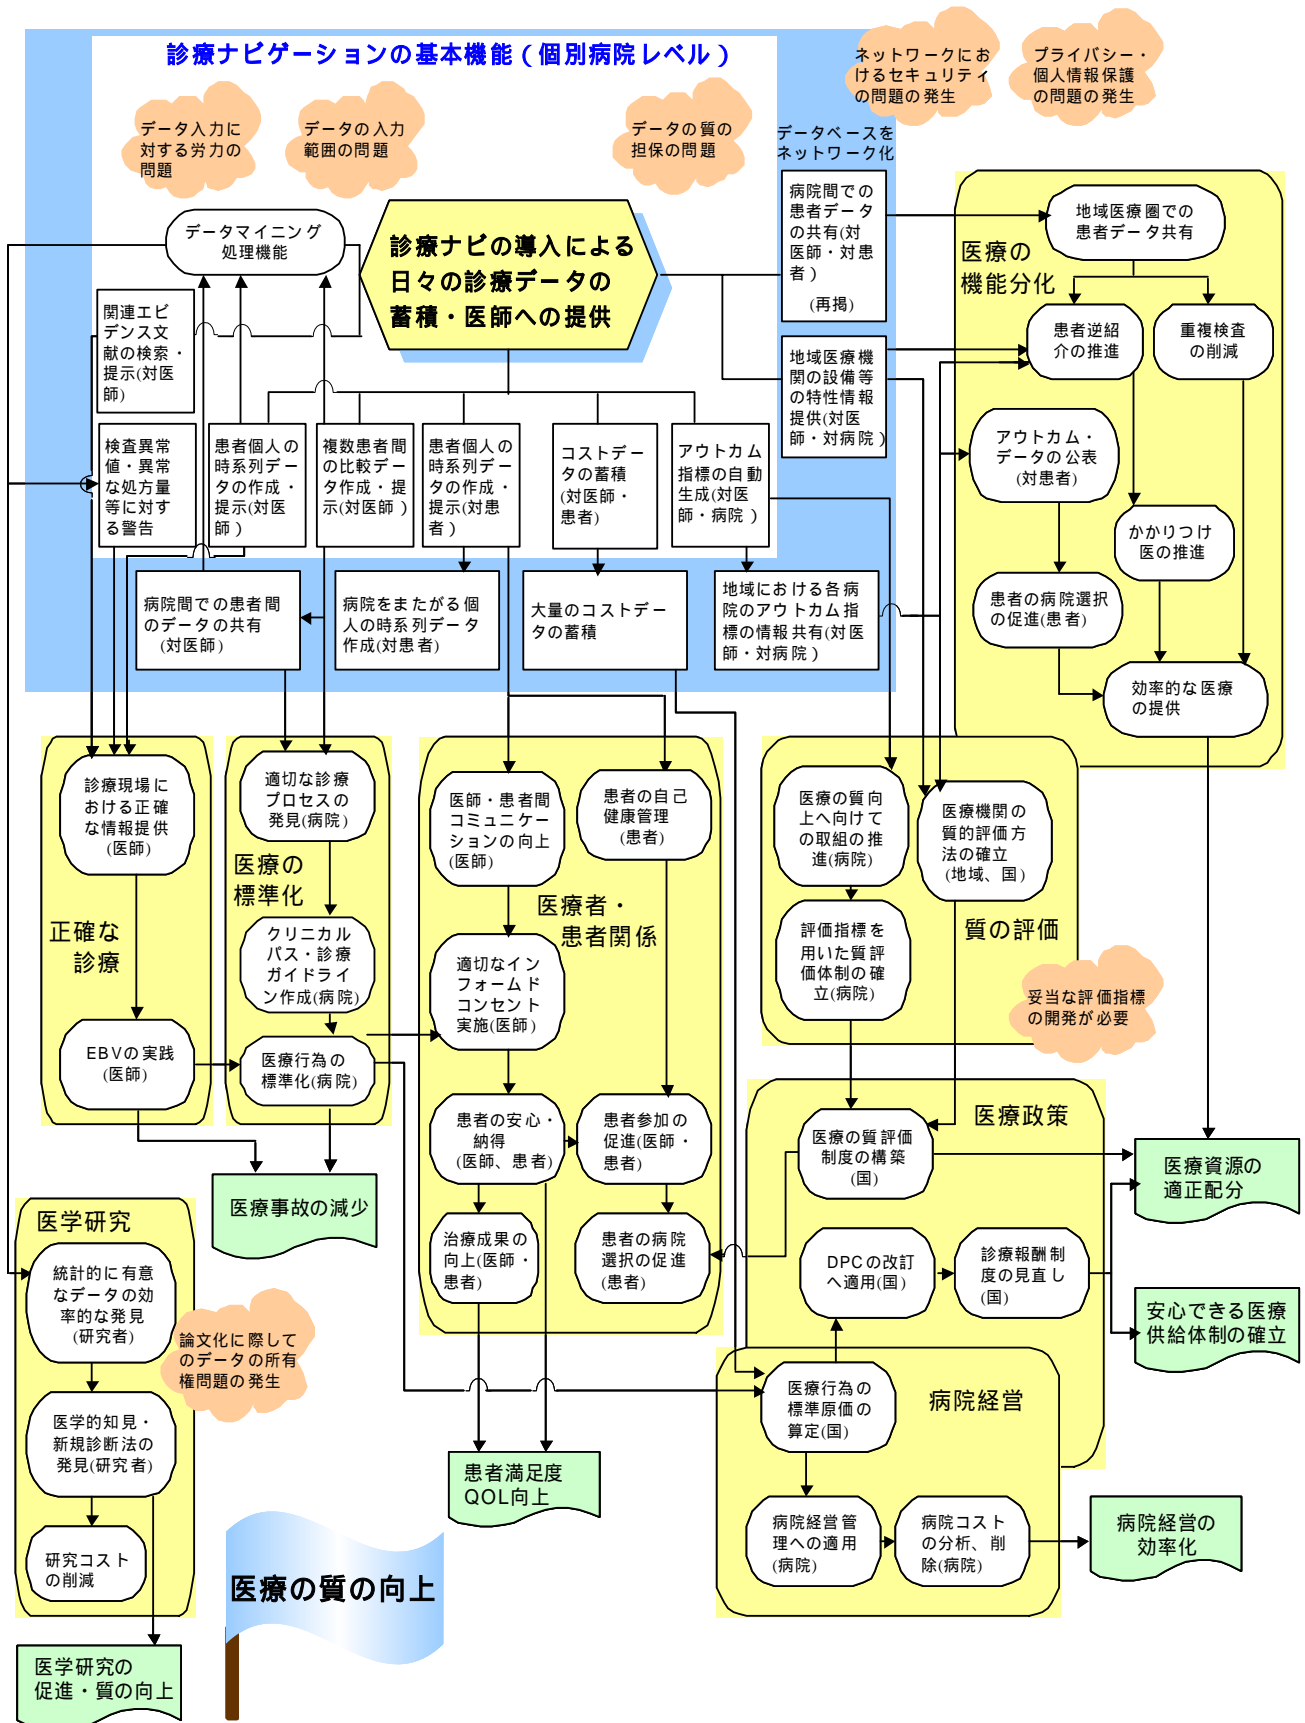 診療ナビゲーションの基本機能（個別病院レベル）
ネットワークにお
けるセキュリティ
の問題の発生
プライバシー・
個人情報保護
の問題の発生
データ入力に
対する労力の
問題
データの入力
範囲の問題
データの質の
担保の問題
データベースを
ネットワーク化
データマイニング
処理機能
診療ナビの導入による
日々の診療データの
蓄積・医師への提供
病院間での
患者データ
の共有(対
医師・対患
者）
(再掲)
地域医療圏での
患者データ共有
医療の
機能分化
関連エビ
デンス文
献の検索・
提示(対医
師)
患者逆紹
介の推進
重複検査
の削減
地域医療機
関の設備等
の特性情報
提供(対医
師・対病院)
検査異常
値・異常
な処方量
等に対す
る警告
患者個人の
時系列デー
タの作成・
提示(対医
師）
複数患者間
の比較デー
タ作成・提
示(対医師）
患者個人の
時系列デー
タの作成・
提示(対患
者）
コストデー
タの蓄積
(対医師・
患者)
アウトカム
指標の自動
生成(対医
師・病院）
アウトカム・
データの公表
(対患者)
かかりつけ
医の推進
病院間での患者間
のデータの共有
(対医師)
病院をまたがる個
人の時系列データ
作成(対患者)
大量のコストデー
タの蓄積
地域における各病
院のアウトカム指
標の情報共有(対医
師・対病院）
患者の病院選択
の促進(患者)
効率的な医療
の提供
診療現場に
おける正確
な情報提供
(医師)
適切な診療
プロセスの
発見(病院)
医師・患者間
コミュニケー
ションの向上
(医師)
患者の自己
健康管理
(患者)
医療の質向
上へ向けて
の取組の推
進(病院)
医療機関の
質的評価方
法の確立
(地域、国)
医療の
標準化
正確な
診療
医療者・
患者関係
質の評価
クリニカル
パス・診療
ガイドライ
ン作成(病院)
適切なイン
フォームド
コンセント
実施(医師)
評価指標を
用いた質評
価体制の確
立(病院)
妥当な評価指標
の開発が必要
EBVの実践
(医師)
医療行為の
標準化(病院)
患者の安心・
納得
(医師、患者)
患者参加の
促進(医師・
患者)
医療政策
医療の質評価
制度の構築
(国)
医療資源の
適正配分
医療事故の減少
医学研究
治療成果の
向上(医師・
患者)
患者の病院
選択の促進
(患者)
DPCの改訂
へ適用(国)
診療報酬制
度の見直し
(国)
統計的に有意
なデータの効
率的な発見
(研究者)
論文化に際して
のデータの所有
権問題の発生
安心できる医療
供給体制の確立
医療行為の
標準原価の
算定(国)
病院経営
医学的知見・
新規診断法の
発見(研究者)
患者満足度
QOL向上
病院経営管
理への適用
(病院)
病院コスト
の分析、削
除(病院)
病院経営の
効率化
研究コスト
の削減
医療の質の向上
医学研究の
促進・質の向上